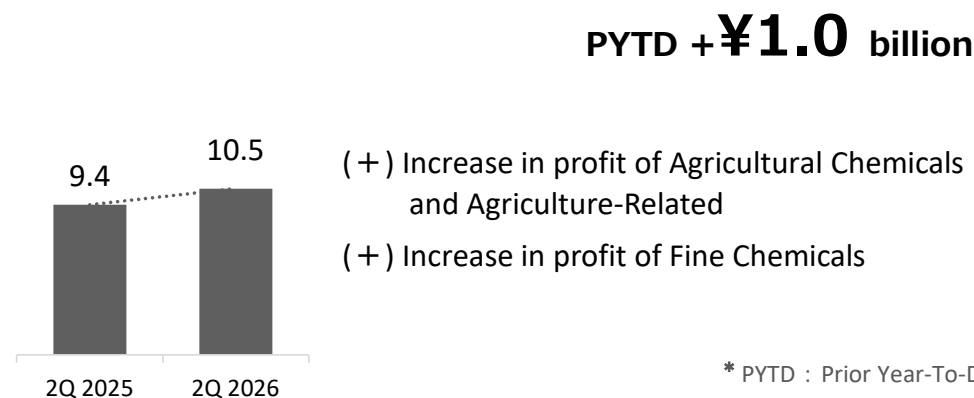 PYTD +¥1.0 billion
9.4
10.5
(+) Increase in profit of Agricultural Chemicals
and Agriculture-Related
(+) Increase in profit of Fine Chemicals
2Q 2025
2Q 2026
* PYTD : Prior Year-To-D